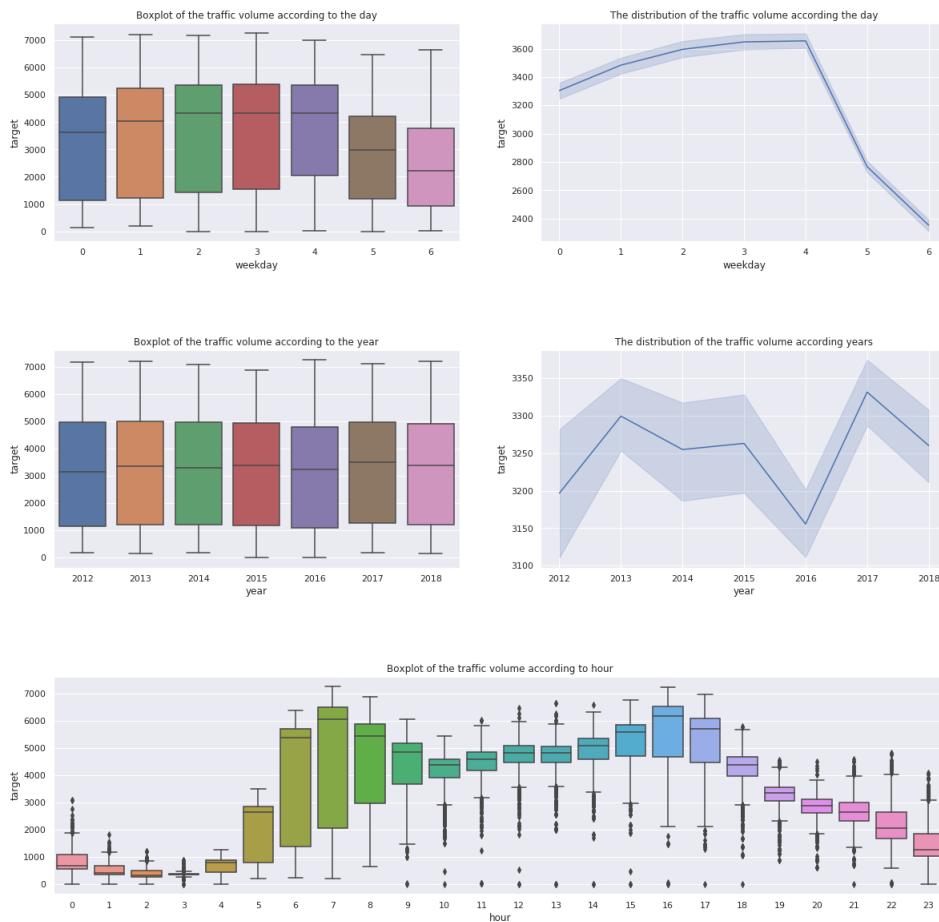 Boxplot of the traffic volume according to the day
7000
6000
5000
4000
3000
2000
1000
0
target
0 1 2 3 4 5 6
weekday
The distribution of the traffic volume according the day
3600
3400
3200
3000
2800
2600
2400
target
0 1 2 3 4 5 6
weekday
Boxplot of the traffic volume according to the year
7000
6000
5000
4000
3000
2000
1000
0
target
2012 2013 2014 2015 2016 2017 2018
year
The distribution of the traffic volume according years
3350
3300
3250
3200
3150
3100
target
2012 2013 2014 2015 2016 2017 2018
year
Boxplot of the traffic volume according to hour
7000
6000
5000
4000
3000
2000
1000
0
target
0 1 2 3 4 5 6 7 8 9 10 11 12 13 14 15 16 17 18 19 20 21 22 23
hour